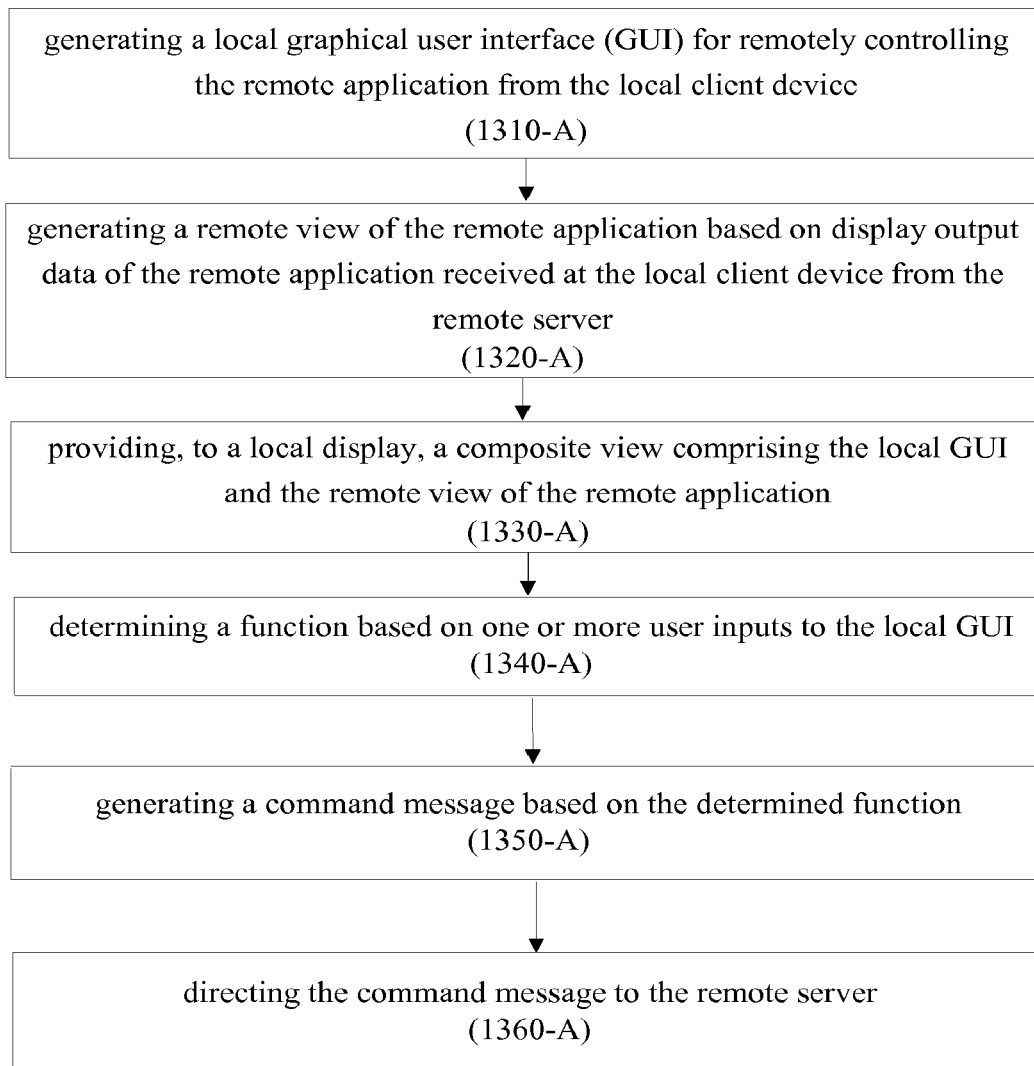 generating a local graphical user interface (GUI) for remotely controlling
the remote application from the local client device
(1310-A)
generating a remote view of the remote application based on display output
data of the remote application received at the local client device from the
remote server
(1320-A)
providing, to a local display, a composite view comprising the local GUI
and the remote view of the remote application
(1330-A)
determining a function based on one or more user inputs to the local GUI
(1340-A)
generating a command message based on the determined function
(1350-A)
directing the command message to the remote server
(1360-A)